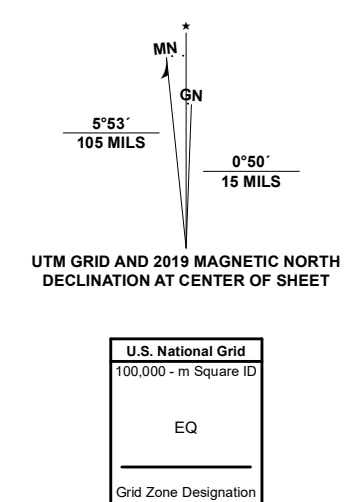 ★
MN
GN
5°53´
105 MILS
0°50´
15 MILS
UTM GRID AND 2019 MAGNETIC NORTH
DECLINATION AT CENTER OF SHEET
U.S. National Grid
100,000 - m Square ID
EQ
Grid Zone Designation